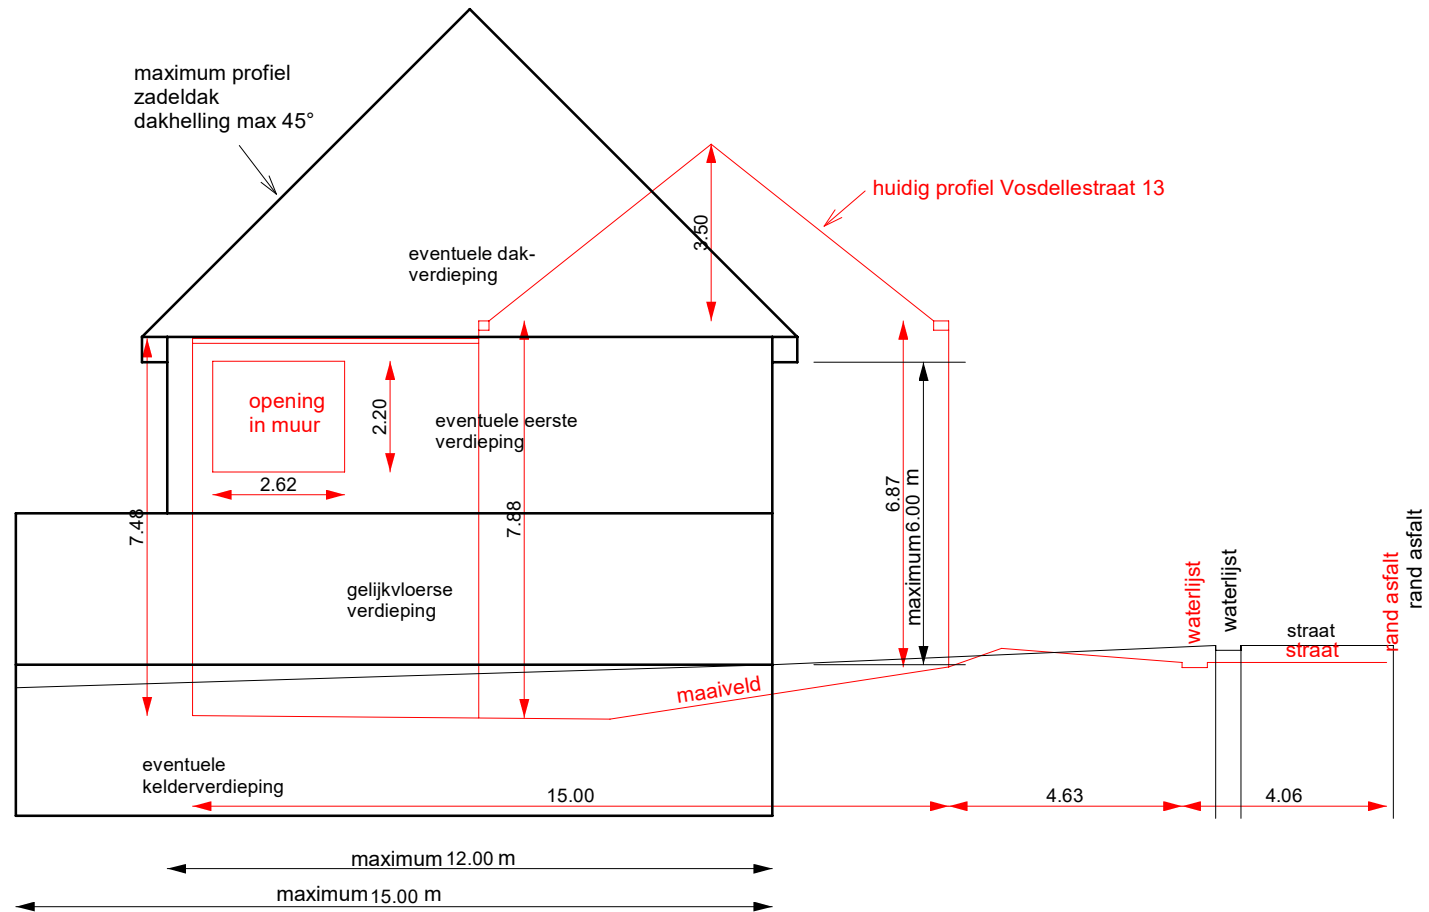 maximum profiel
zadeldak
dakhelling max 45°
huidig profiel Vosdellestraat 13
3.50
eventuele dak-
verdieping
opening
in muur
2.20
eventuele eerste
verdieping
2.62
7.48
7.88
6.87
maximum 6.00 m
gelijkvloerse
verdieping
waterlijst
waterlijst
rand asfalt
rand asfalt
straat
straat
maaiveld
eventuele
kelderverdieping
15.00
4.63
4.06
maximum 12.00 m
maximum 15.00 m